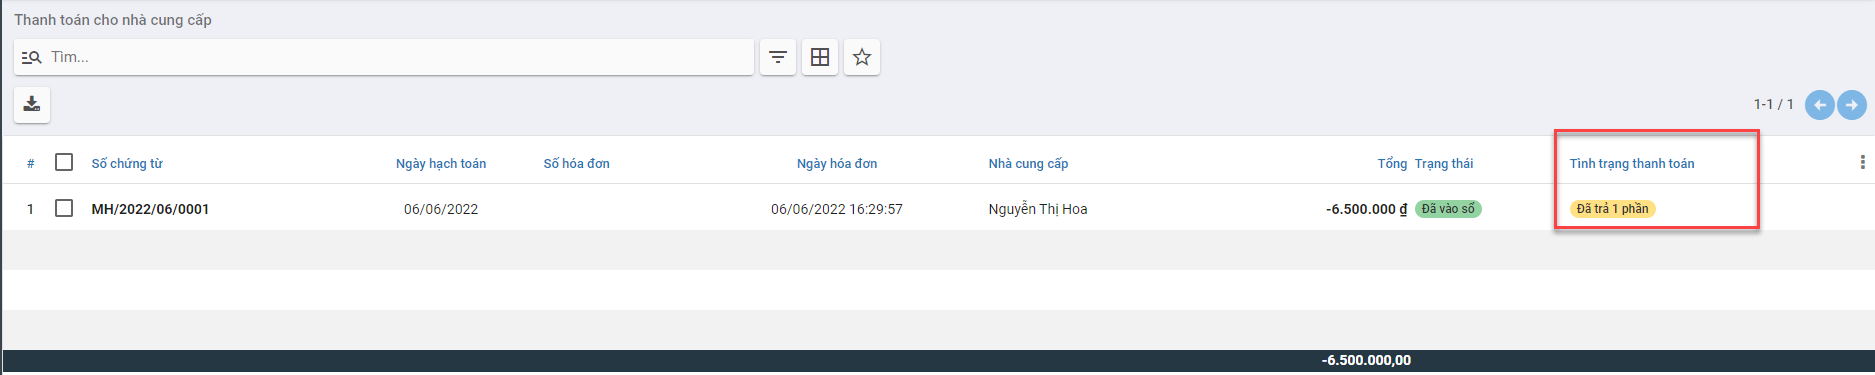 Thanh toán cho nhà cung cấp
Tìm...
1-1 / 1
# Số chứng từ Ngày hạch toán Số hóa đơn Ngày hóa đơn Nhà cung cấp Tổng Trạng thái Tình trạng thanh toán
1 MH/2022/06/0001 06/06/2022 06/06/2022 16:29:57 Nguyễn Thị Hoa -6.500.000 ₫ Đã vào sổ Đã trả 1 phần
-6.500.000,00